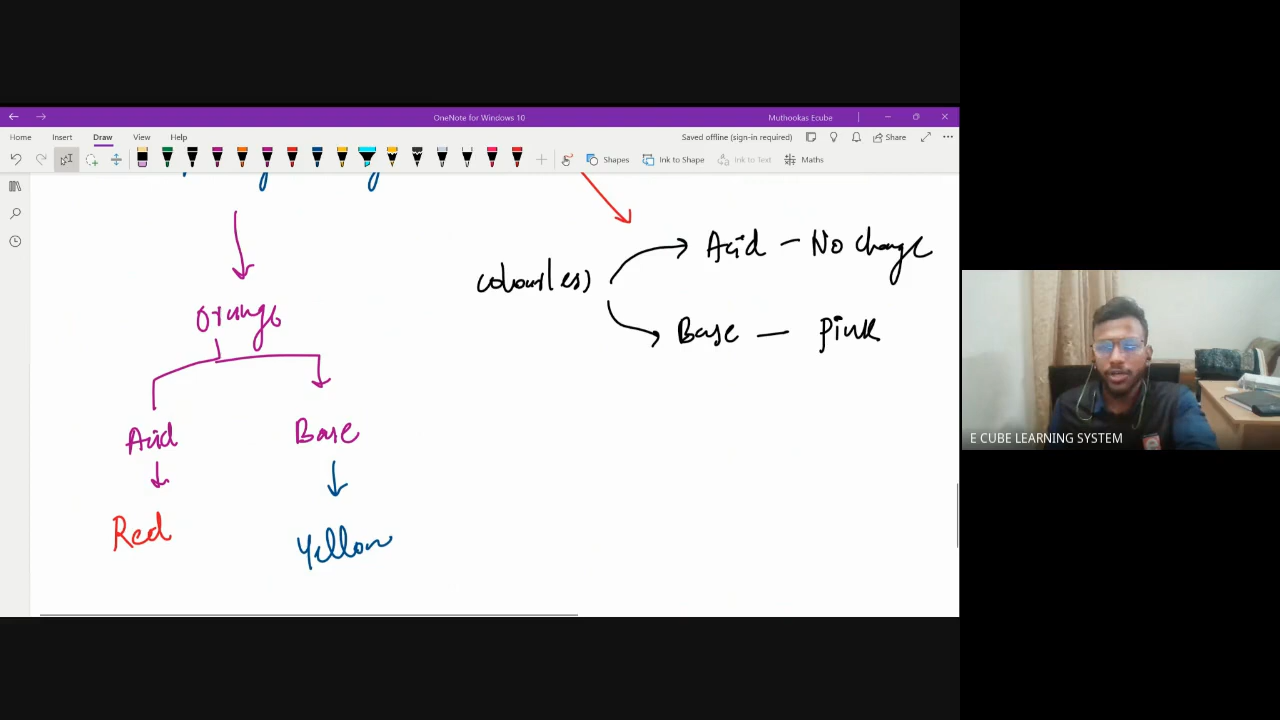 OneNote for Windows 10
Muthookas Ecube
Home Insert Draw View Help
Saved offline (sign-in required)
Share
Shapes
Ink to Shape
Ink to Text
Maths
Acid - No change
colourless
Base - Pink
Orange
Acid Base
Red Yellow
E CUBE LEARNING SYSTEM